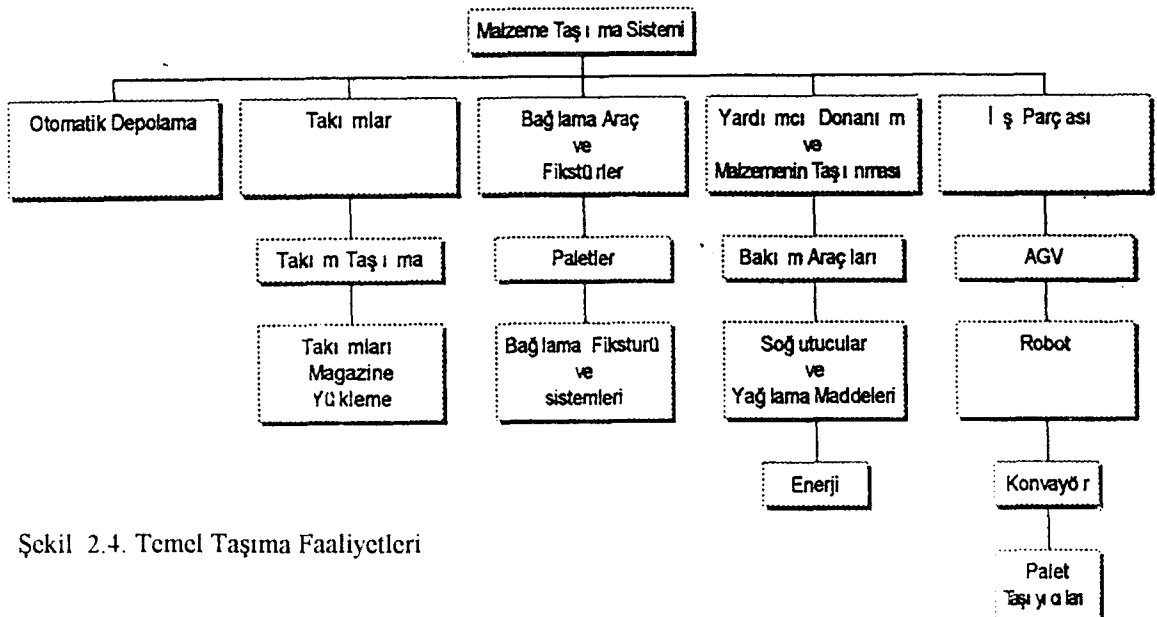 Malzeme Taşıma Sistemi
Otomatik Depolama
Takımlar
Bağlama Araç
ve
Fikstürler
Yardımcı Donanım
ve
Malzemenin Taşınması
İş Parçası
Takım Taşıma
Paletler
Bakım Araçları
AGV
Takımları
Magazine
Yükleme
Bağlama Fiksturü
ve
sistemleri
Soğutucular
ve
Yağlama Maddeleri
Robot
Enerji
Konvayör
Palet
Taşıyıcıları
Şekil 2.4. Temel Taşıma Faaliyetleri